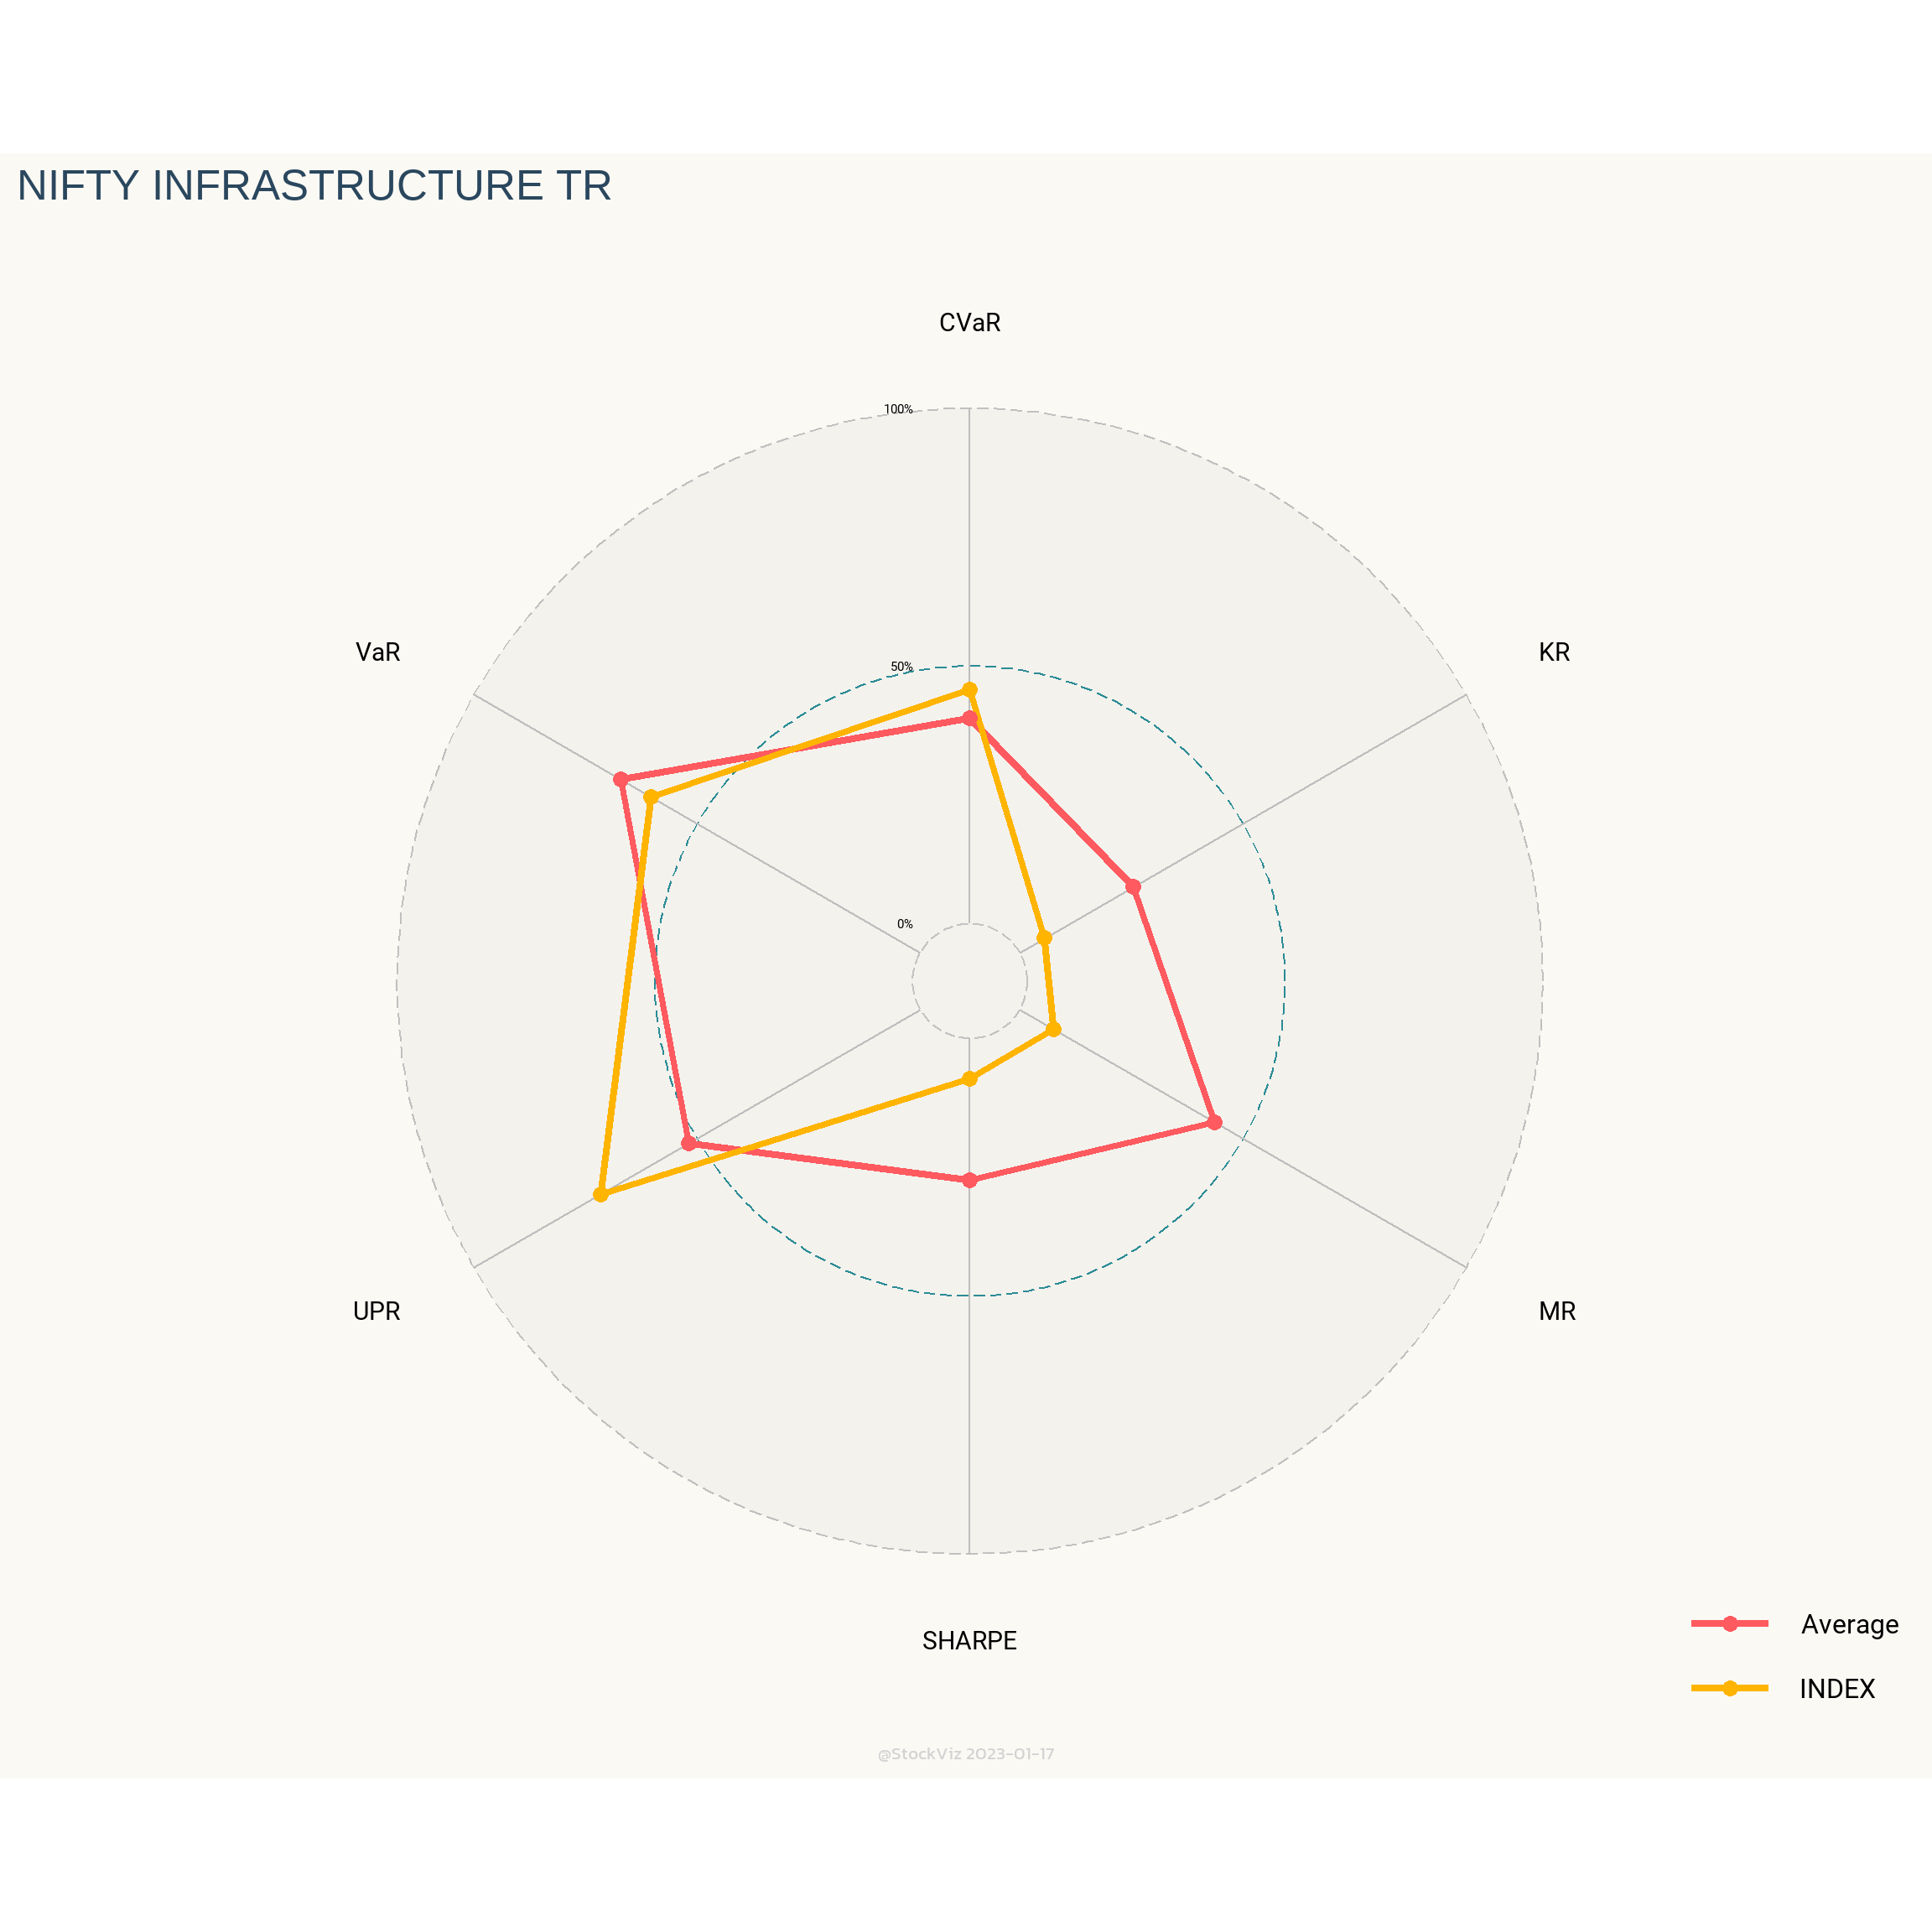 NIFTY INFRASTRUCTURE TR
CVaR
100%
VaR
KR
50%
0%
UPR
MR
SHARPE
Average
INDEX
@StockViz 2023-01-17